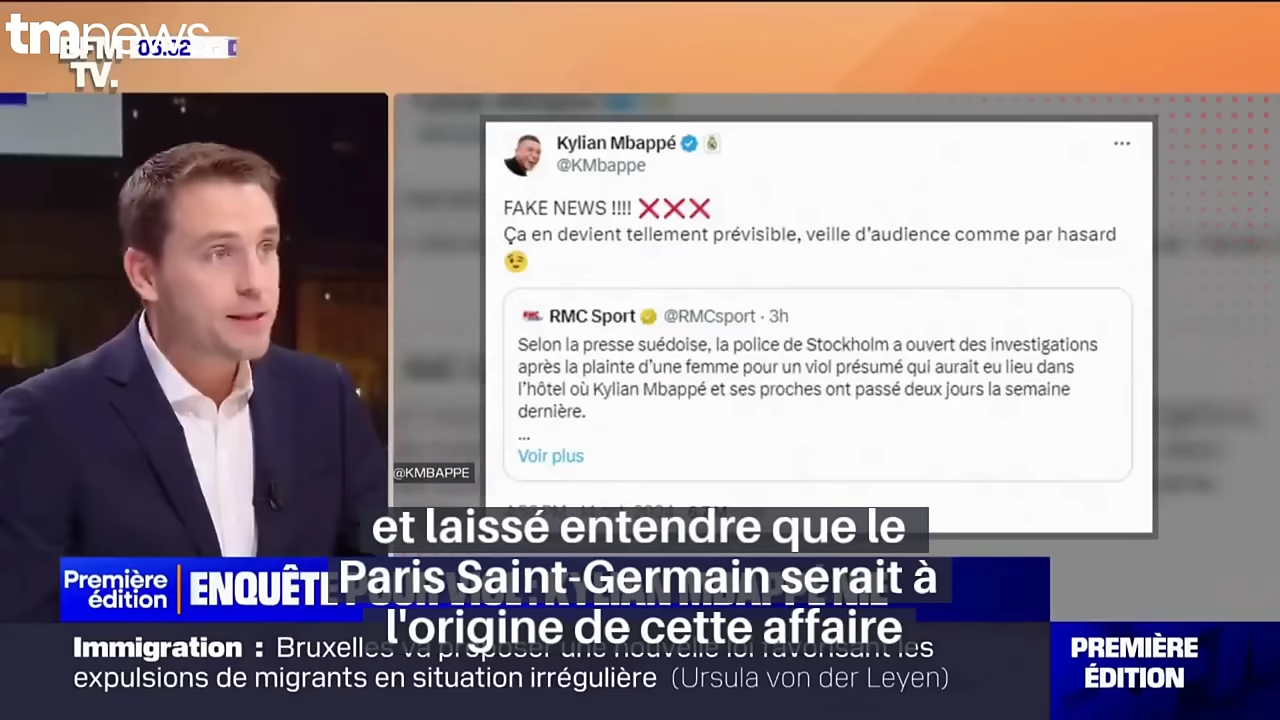 tmnews
BFM
TV.
Kylian Mbappé
@KMbappe
FAKE NEWS !!!! ❌❌❌
Ça en devient tellement prévisible, veille d’audience comme par hasard
😉
RMC Sport @RMCsport · 3h
Selon la presse suédoise, la police de Stockholm a ouvert des investigations
après la plainte d’une femme pour un viol présumé qui aurait eu lieu dans
l’hôtel où Kylian Mbappé et ses proches ont passé deux jours la semaine
dernière.
...
Voir plus
@KMBAPPE
et laissé entendre que le
Paris Saint-Germain serait à
l'origine de cette affaire
Première
édition
ENQUÊTE
Immigration : Bruxelles va proposer une nouvelle loi favorisant les
expulsions de migrants en situation irrégulière (Ursula von der Leyen)
PREMIÈRE
ÉDITION